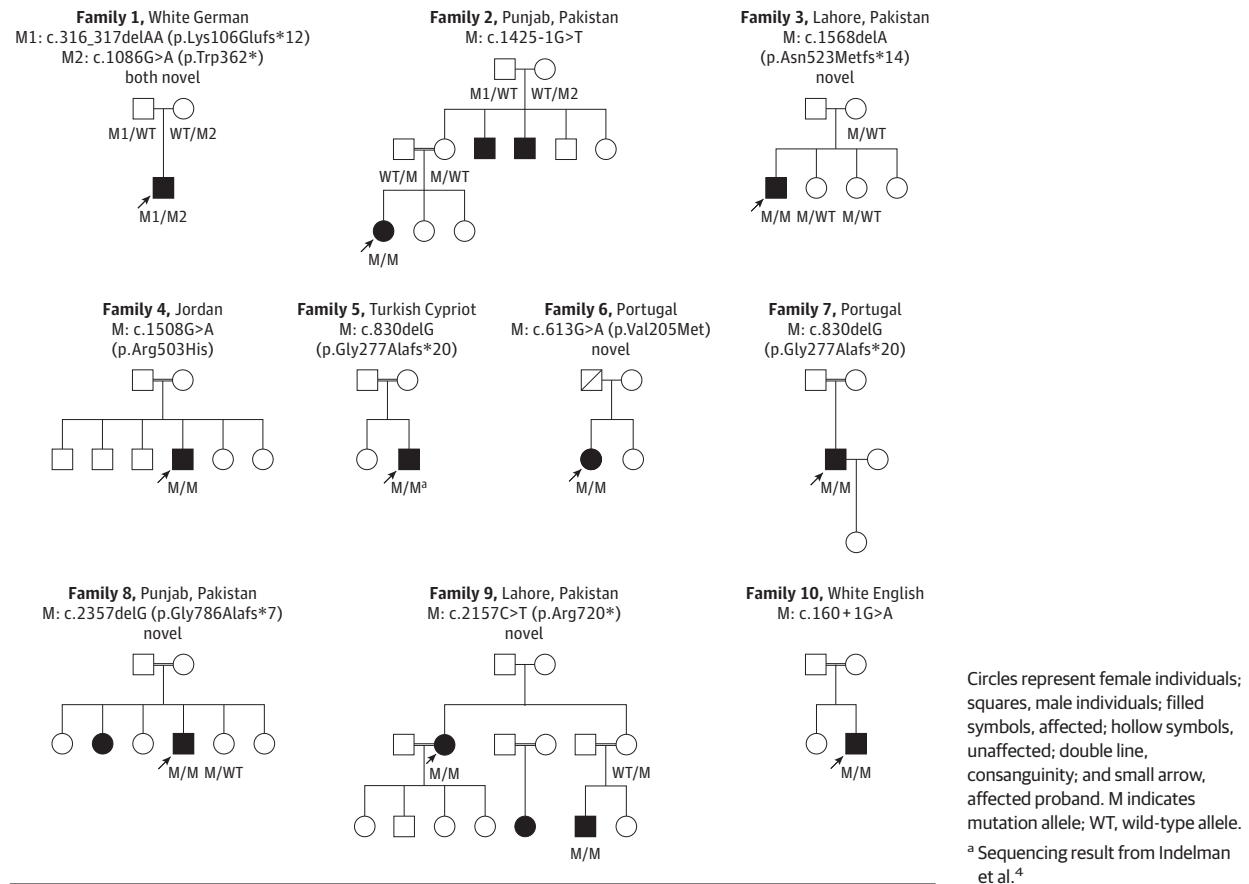 Family 1, White German
M1: c.316_317delAA (p.Lys106Glufs*12)
M2: c.1086G>A (p.Trp362*)
both novel
M1/WT WT/M2
M1/M2
Family 2, Punjab, Pakistan
M: c.1425-1G>T
M1/WT WT/M2
WT/M M/WT
M/M
Family 3, Lahore, Pakistan
M: c.1568delA
(p.Asn523Metfs*14)
novel
M/WT
M/M M/WT M/WT
Family 4, Jordan
M: c.1508G>A
(p.Arg503His)
M/M
Family 5, Turkish Cypriot
M: c.830delG
(p.Gly277Alafs*20)
M/Ma
Family 6, Portugal
M: c.613G>A (p.Val205Met)
novel
M/M
Family 7, Portugal
M: c.830delG
(p.Gly277Alafs*20)
M/M
Family 8, Punjab, Pakistan
M: c.2357delG (p.Gly786Alafs*7)
novel
M/M M/WT
Family 9, Lahore, Pakistan
M: c.2157C>T (p.Arg720*)
novel
M/M
WT/M
M/M
Family 10, White English
M: c.160+1G>A
M/M
Circles represent female individuals;
squares, male individuals; filled
symbols, affected; hollow symbols,
unaffected; double line,
consanguinity; and small arrow,
affected proband. M indicates
mutation allele; WT, wild-type allele.
a Sequencing result from Indelman
et al.4